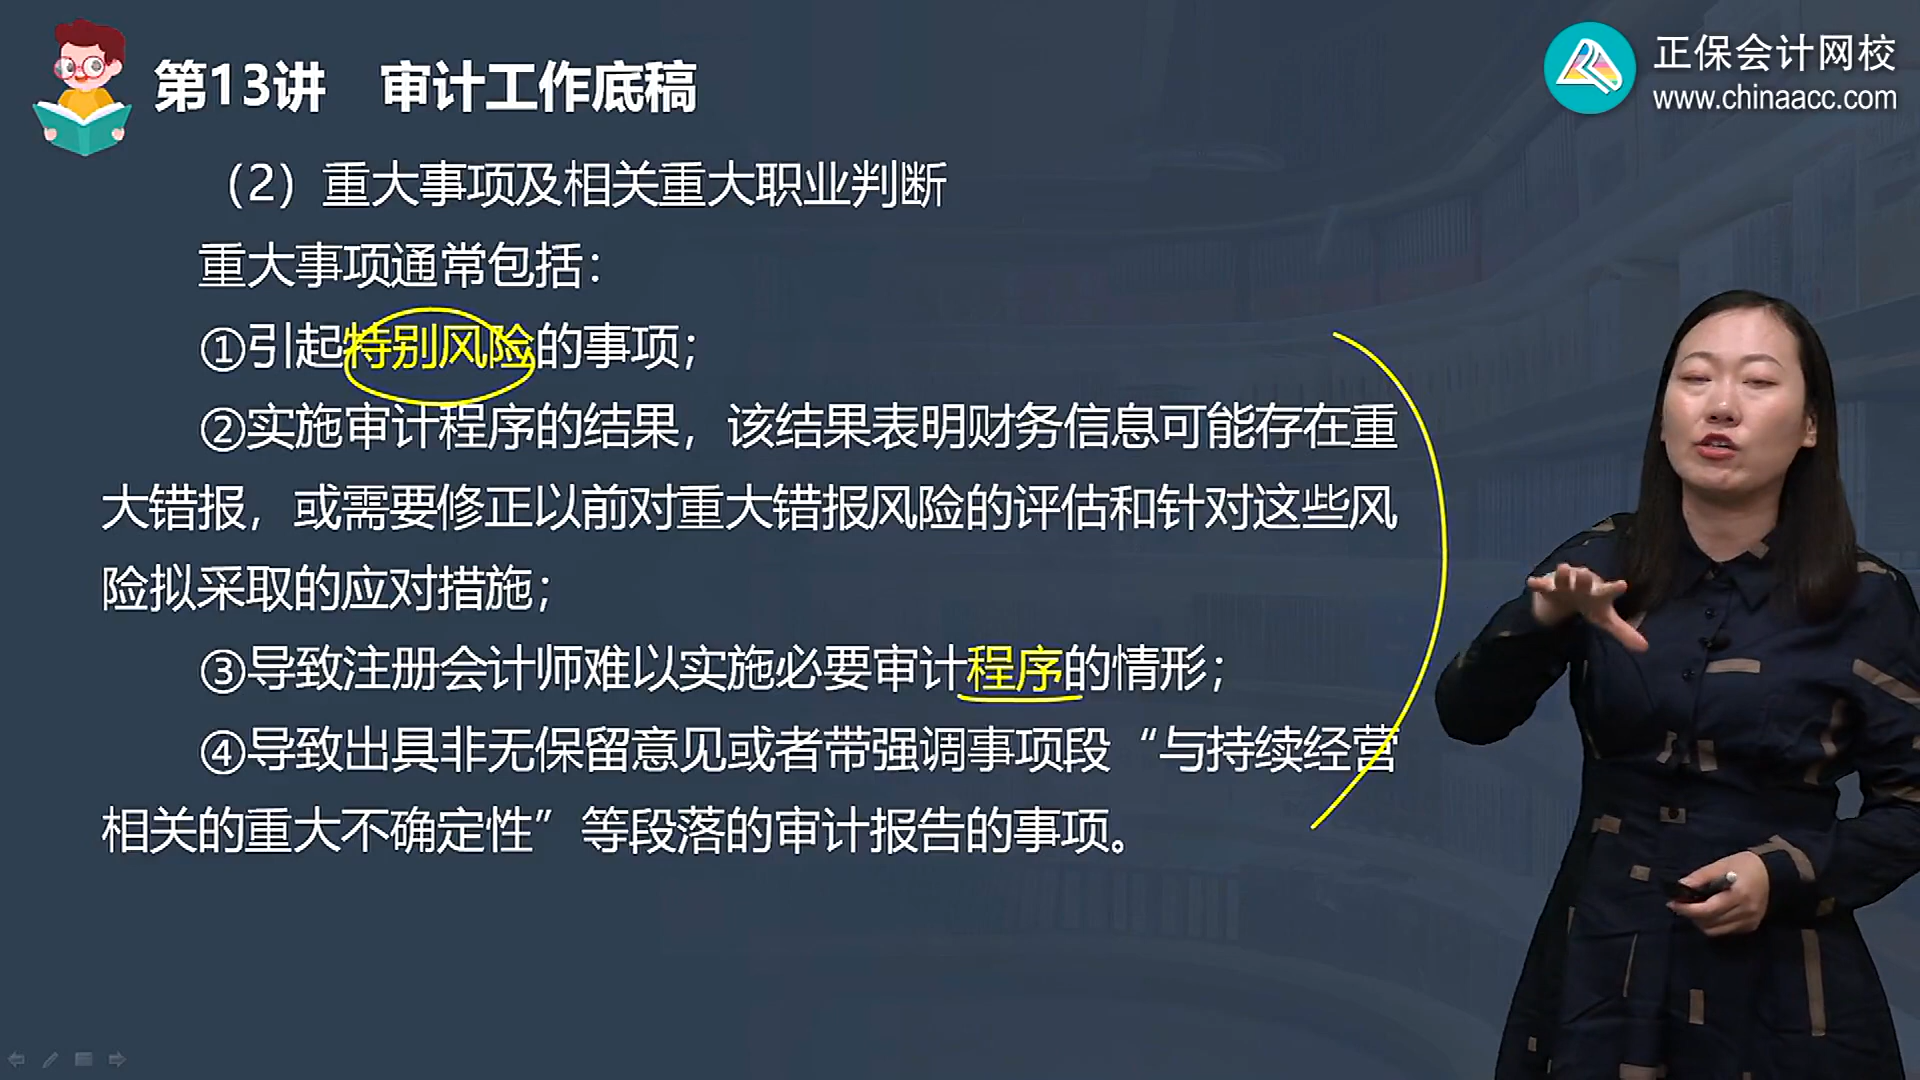 第13讲 审计工作底稿
正保会计网校
www.chinaacc.com
（2）重大事项及相关重大职业判断
重大事项通常包括：
①引起特别风险的事项；
②实施审计程序的结果，该结果表明财务信息可能存在重
大错报，或需要修正以前对重大错报风险的评估和针对这些风
险拟采取的应对措施；
③导致注册会计师难以实施必要审计程序的情形；
④导致出具非无保留意见或者带强调事项段“与持续经营
相关的重大不确定性”等段落的审计报告的事项。